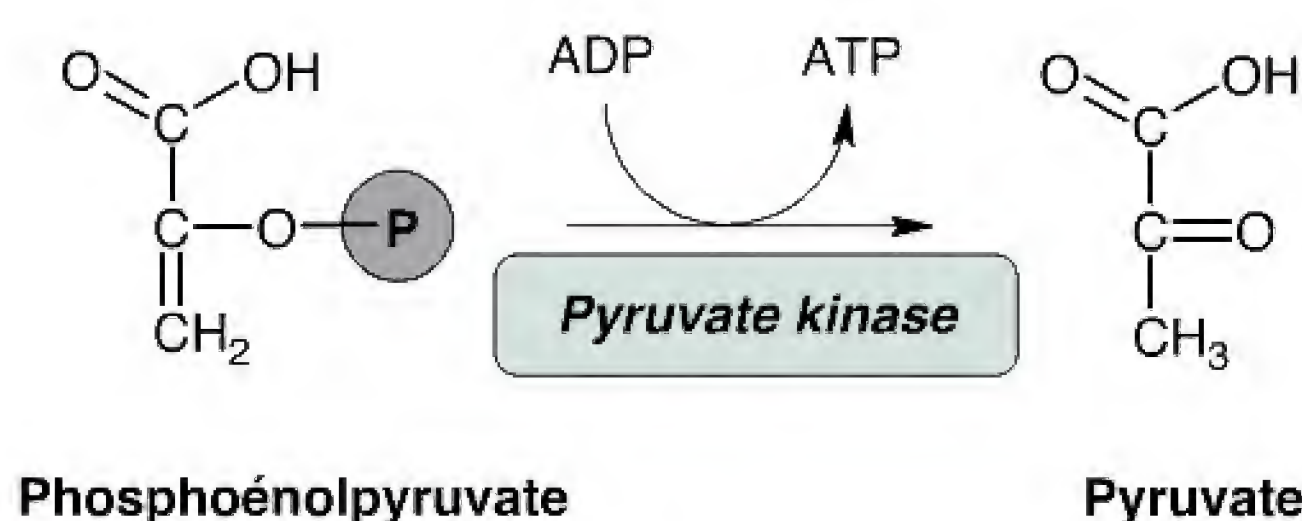 ADP ATP
O OH
C
C O P
CH2
Pyruvate kinase
O OH
C
C O
CH3
Phosphoénolpyruvate Pyruvate